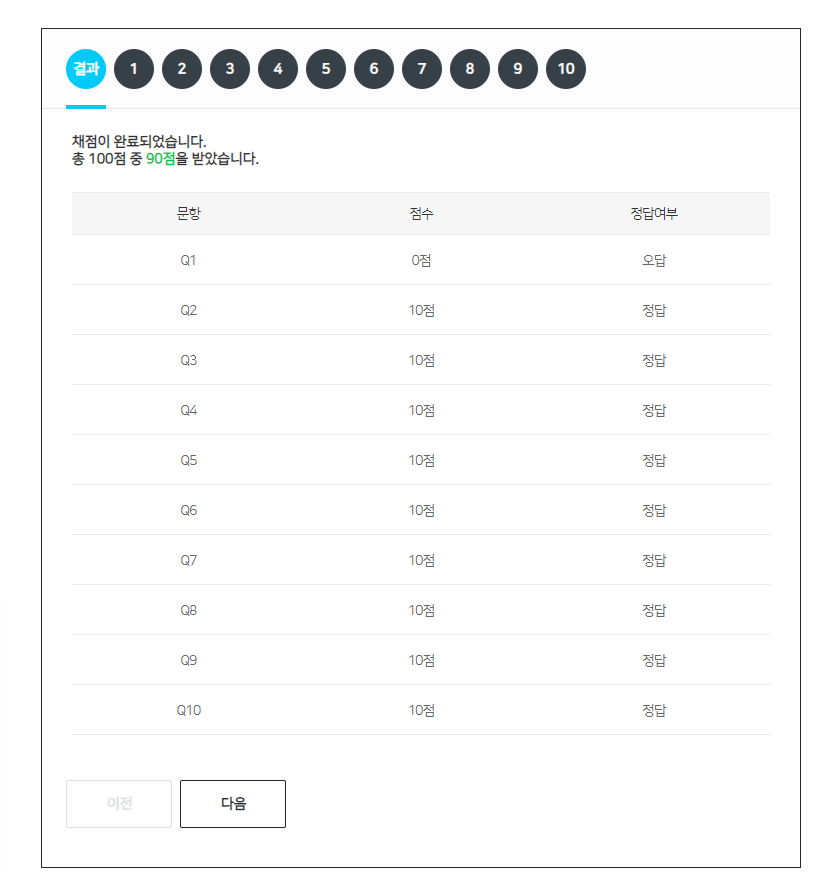 결과 1 2 3 4 5 6 7 8 9 10
채점이 완료되었습니다.
총 100점 중 90점을 받았습니다.
문항 점수 정답여부
Q1 0점 오답
Q2 10점 정답
Q3 10점 정답
Q4 10점 정답
Q5 10점 정답
Q6 10점 정답
Q7 10점 정답
Q8 10점 정답
Q9 10점 정답
Q10 10점 정답
이전 다음